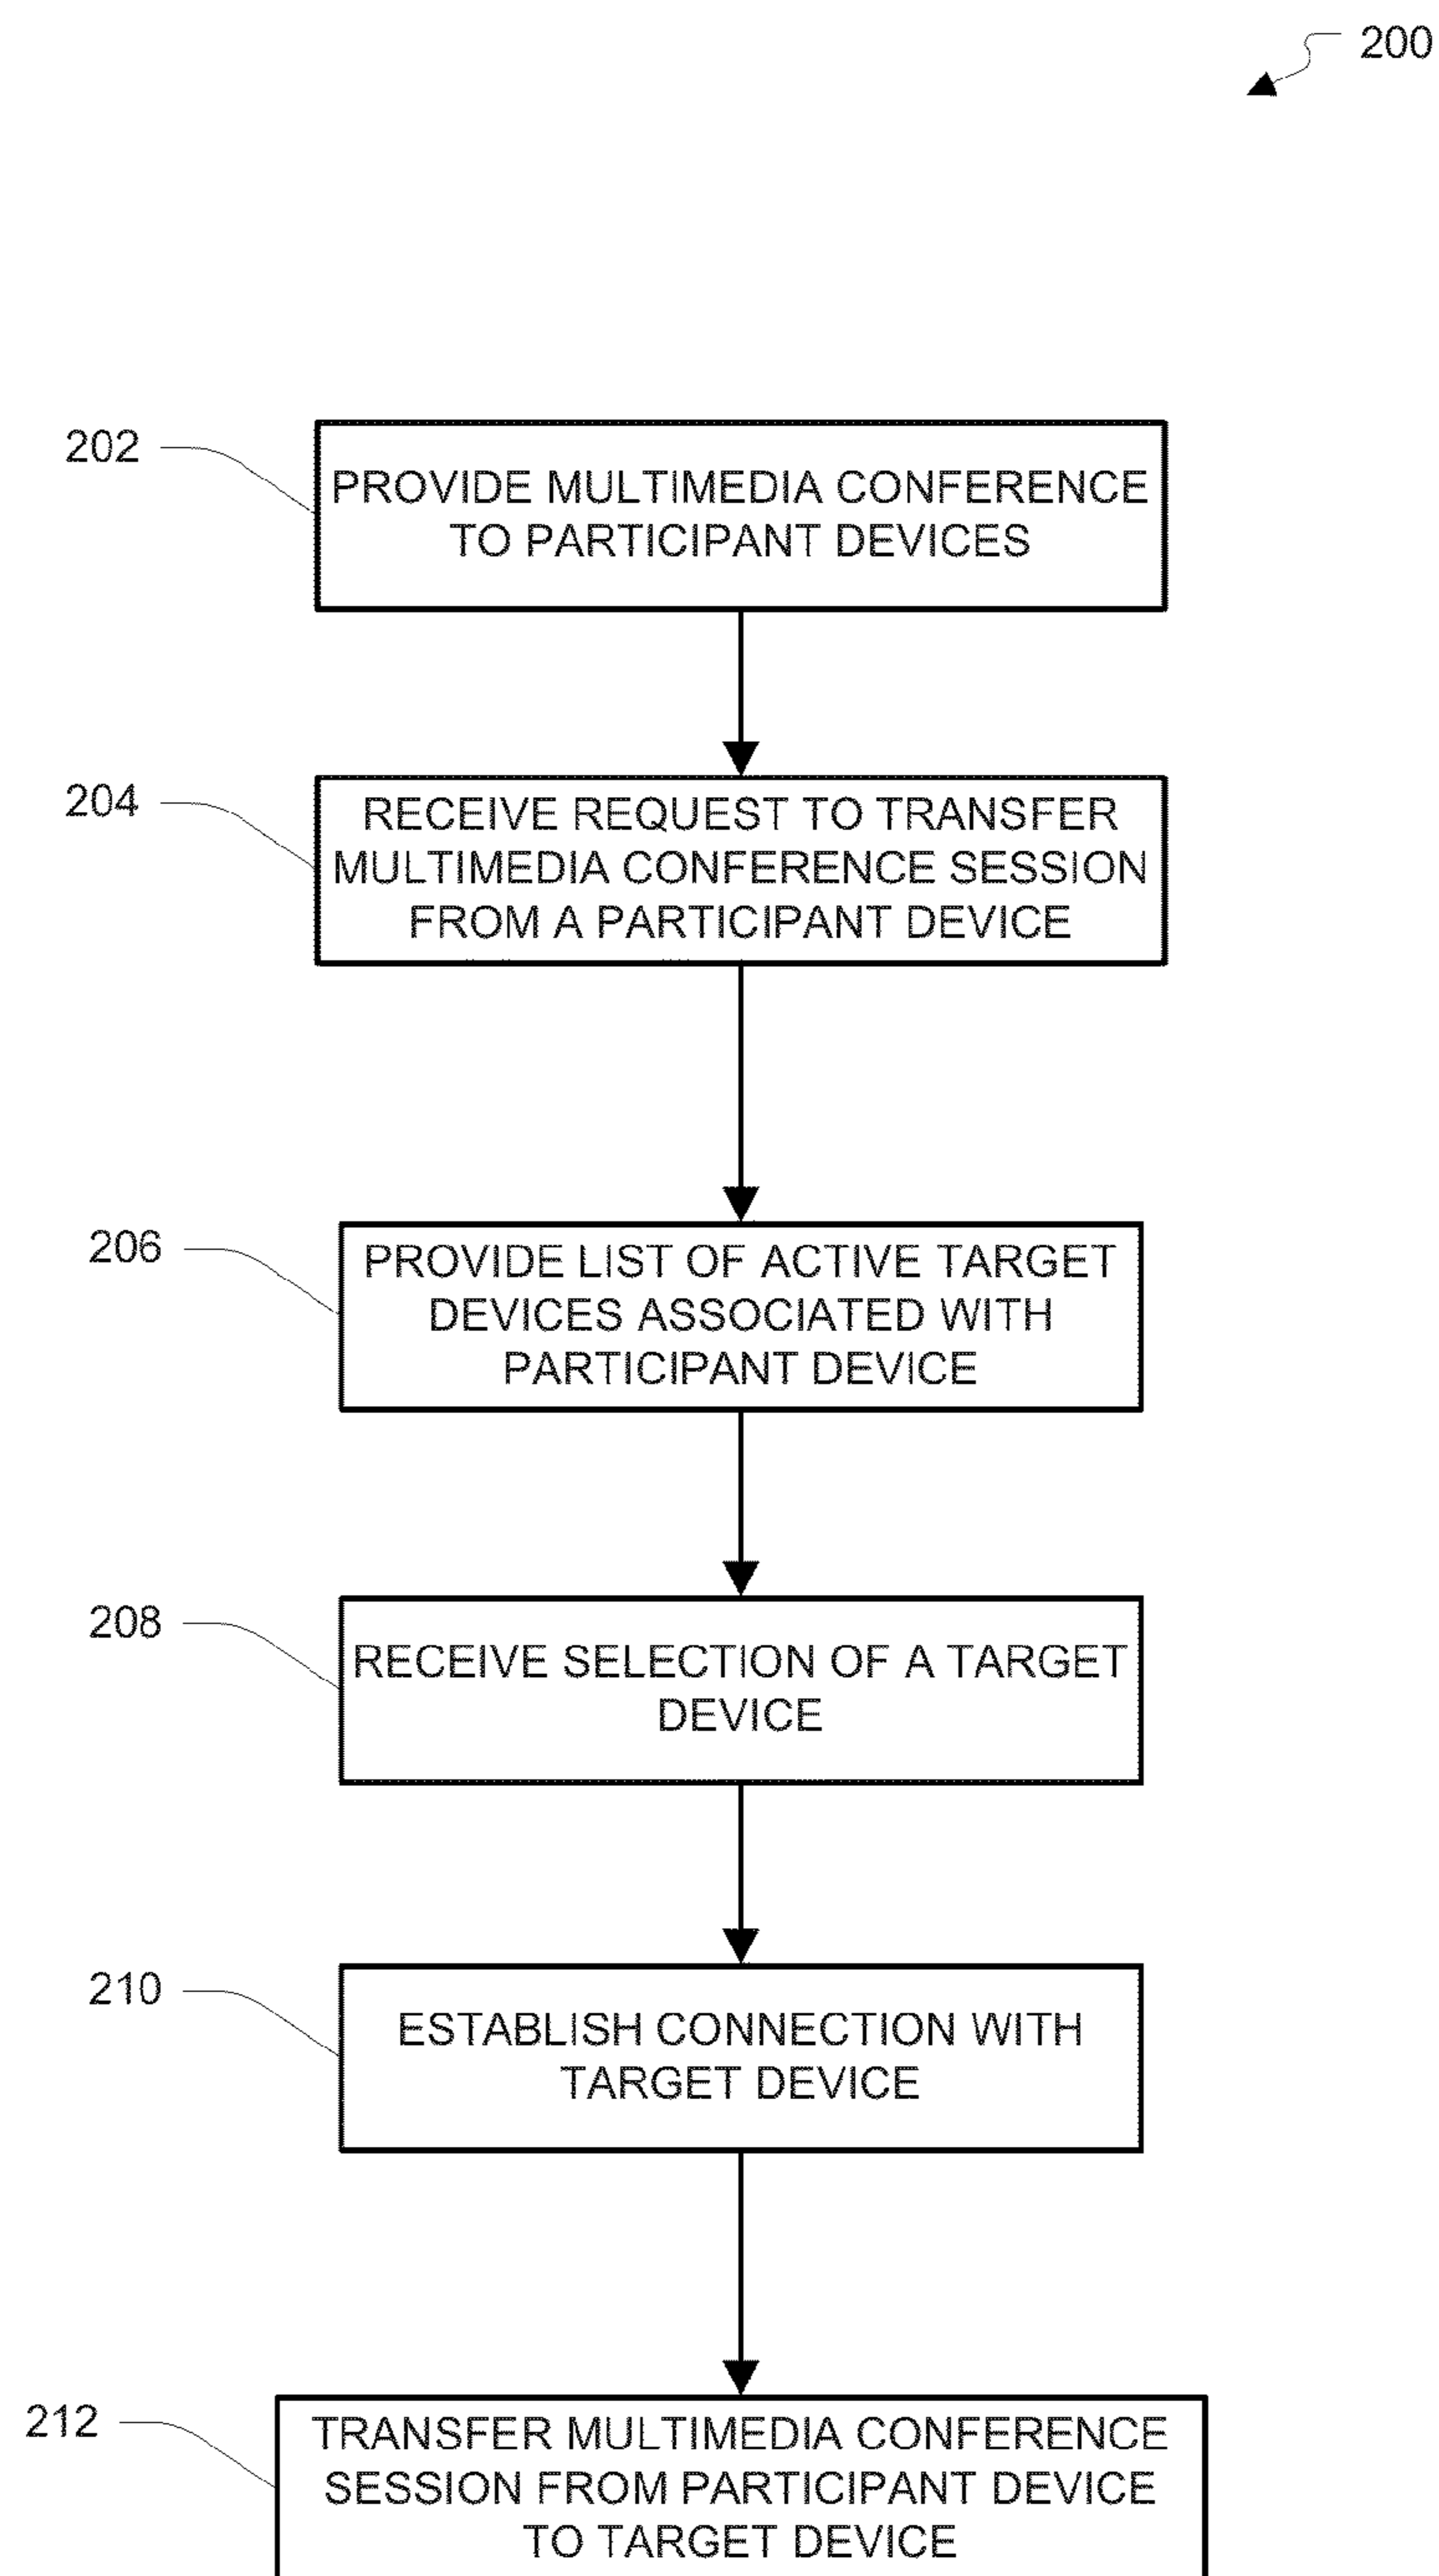 200
202
PROVIDE MULTIMEDIA CONFERENCE
TO PARTICIPANT DEVICES
204
RECEIVE REQUEST TO TRANSFER
MULTIMEDIA CONFERENCE SESSION
FROM A PARTICIPANT DEVICE
206
PROVIDE LIST OF ACTIVE TARGET
DEVICES ASSOCIATED WITH
PARTICIPANT DEVICE
208
RECEIVE SELECTION OF A TARGET
DEVICE
210
ESTABLISH CONNECTION WITH
TARGET DEVICE
212
TRANSFER MULTIMEDIA CONFERENCE
SESSION FROM PARTICIPANT DEVICE
TO TARGET DEVICE